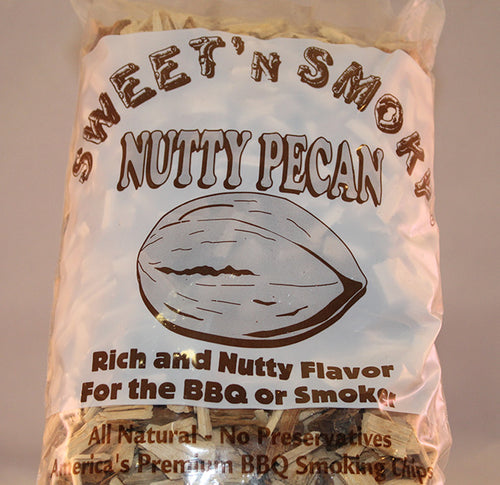 SWEET'N SMOKY
NUTTY PECAN
Rich and Nutty Flavor
For the BBQ or Smoker
All Natural - No Preservatives
America's Premium BBQ Smoking Chips